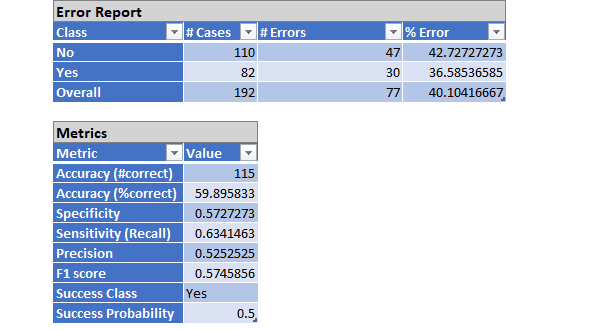 Error Report
Class # Cases # Errors % Error
No 110 47 42.72727273
Yes 82 30 36.58536585
Overall 192 77 40.10416667
Metrics
Metric Value
Accuracy (#correct) 115
Accuracy (%correct) 59.895833
Specificity 0.5727273
Sensitivity (Recall) 0.6341463
Precision 0.5252525
F1 score 0.5745856
Success Class Yes
Success Probability 0.5